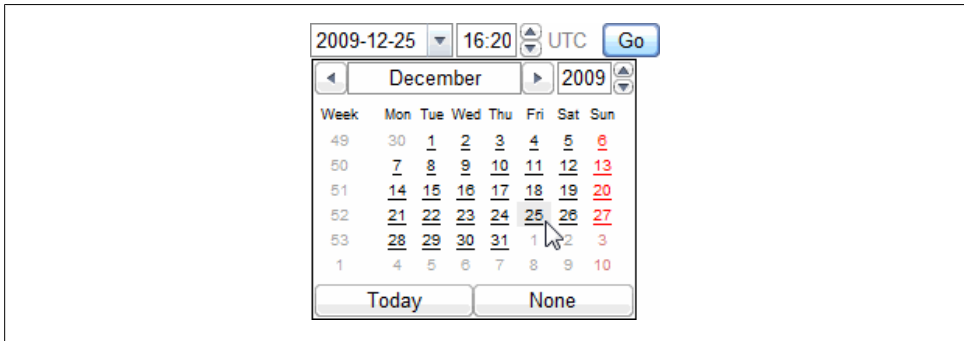 2009-12-25 16:20 UTC Go
December 2009
Week Mon Tue Wed Thu Fri Sat Sun
49 30 1 2 3 4 5 6
50 7 8 9 10 11 12 13
51 14 15 16 17 18 19 20
52 21 22 23 24 25 26 27
53 28 29 30 31 1 2 3
1 4 5 6 7 8 9 10
Today None